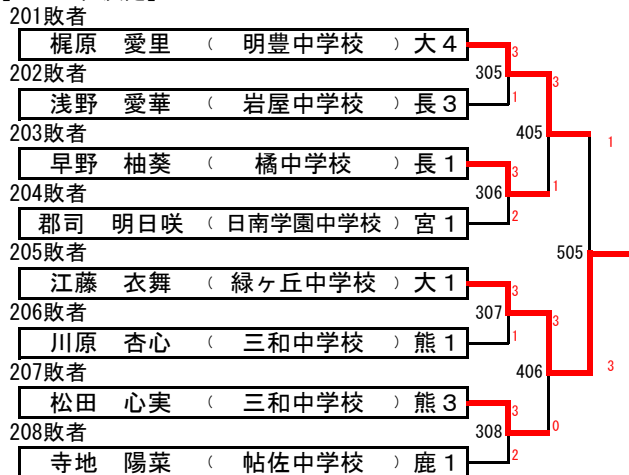 201敗者
梶原 愛里 （ 明豊中学校 ） 大４
3
202敗者
305
3
浅野 愛華 （ 岩屋中学校 ） 長３
1
203敗者
405
1
早野 柚葵 （ 橘中学校 ） 長１
3
204敗者
306
1
郡司 明日咲 （ 日南学園中学校 ） 宮１
2
205敗者
505
江藤 衣舞 （ 緑ヶ丘中学校 ） 大１
3
206敗者
307
3
川原 杏心 （ 三和中学校 ） 熊１
1
207敗者
406
3
松田 心実 （ 三和中学校 ） 熊３
3
208敗者
308
0
寺地 陽菜 （ 帖佐中学校 ） 鹿１
2